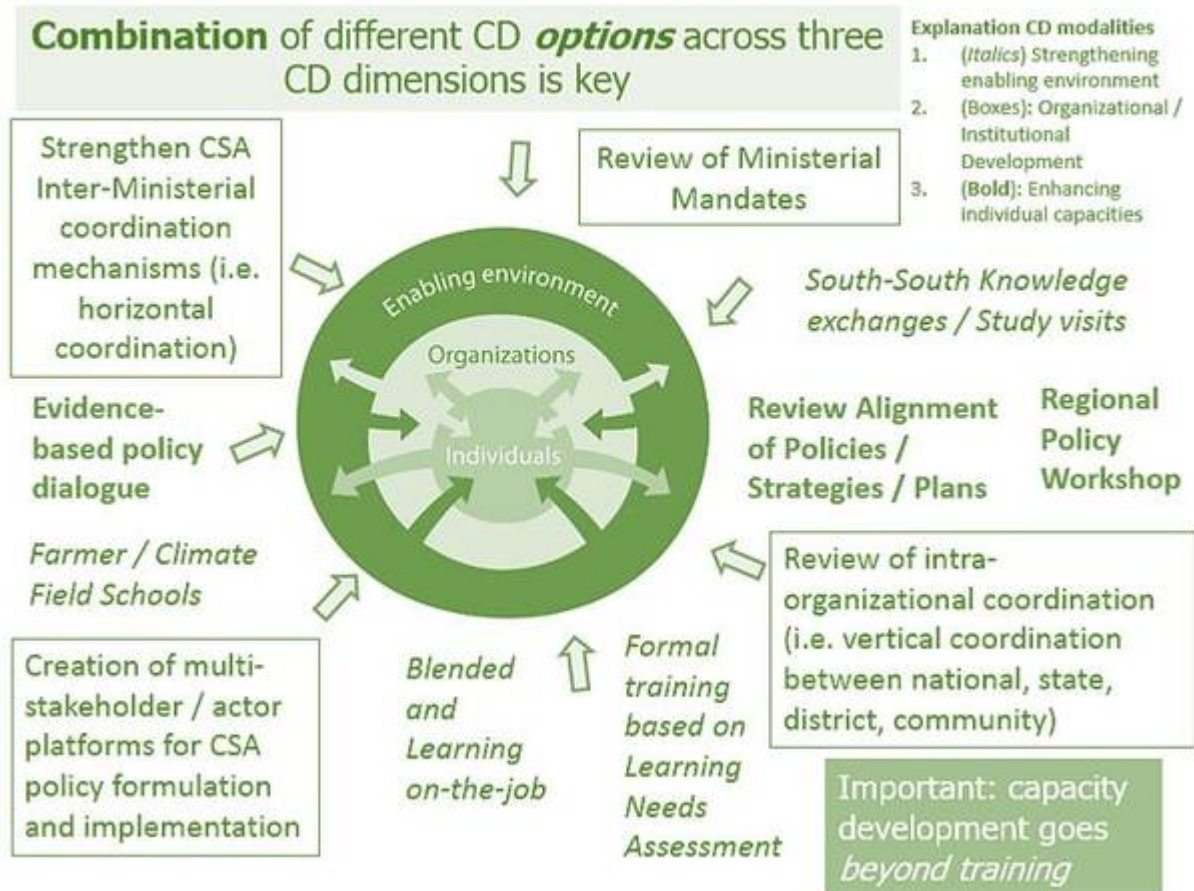 Combination of different CD options across three
CD dimensions is key
Explanation CD modalities
1. (Italics) Strengthening
enabling environment
2. (Boxes): Organizational /
Institutional
Development
3. (Bold): Enhancing
individual capacities
Strengthen CSA
Inter-Ministerial
coordination
mechanisms (i.e.
horizontal
coordination)
Review of Ministerial
Mandates
Enabling environment
Organizations
Individuals
South-South Knowledge
exchanges / Study visits
Evidence-
based policy
dialogue
Review Alignment
of Policies /
Strategies / Plans
Regional
Policy
Workshop
Farmer / Climate
Field Schools
Review of intra-
organizational coordination
(i.e. vertical coordination
between national, state,
district, community)
Creation of multi-
stakeholder / actor
platforms for CSA
policy formulation
and implementation
Blended
and
Learning
on-the-job
Formal
training
based on
Learning
Needs
Assessment
Important: capacity
development goes
beyond training